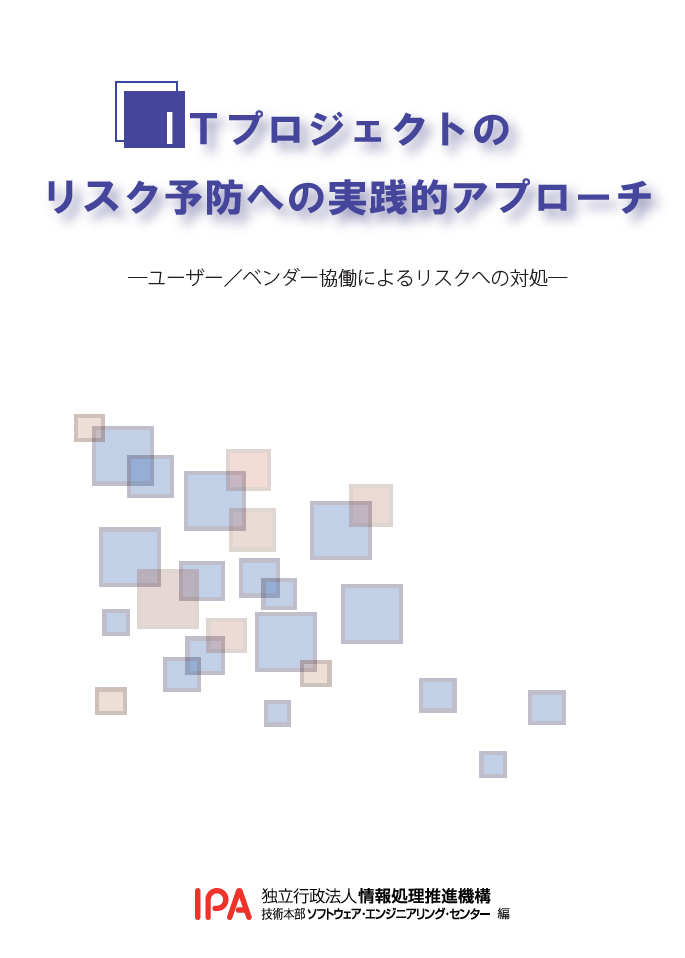 ITプロジェクトの
リスク予防への実践的アプローチ
―ユーザー／ベンダー協働によるリスクへの対処―
IPA 独立行政法人 情報処理推進機構
技術本部 ソフトウェア・エンジニアリング・センター 編